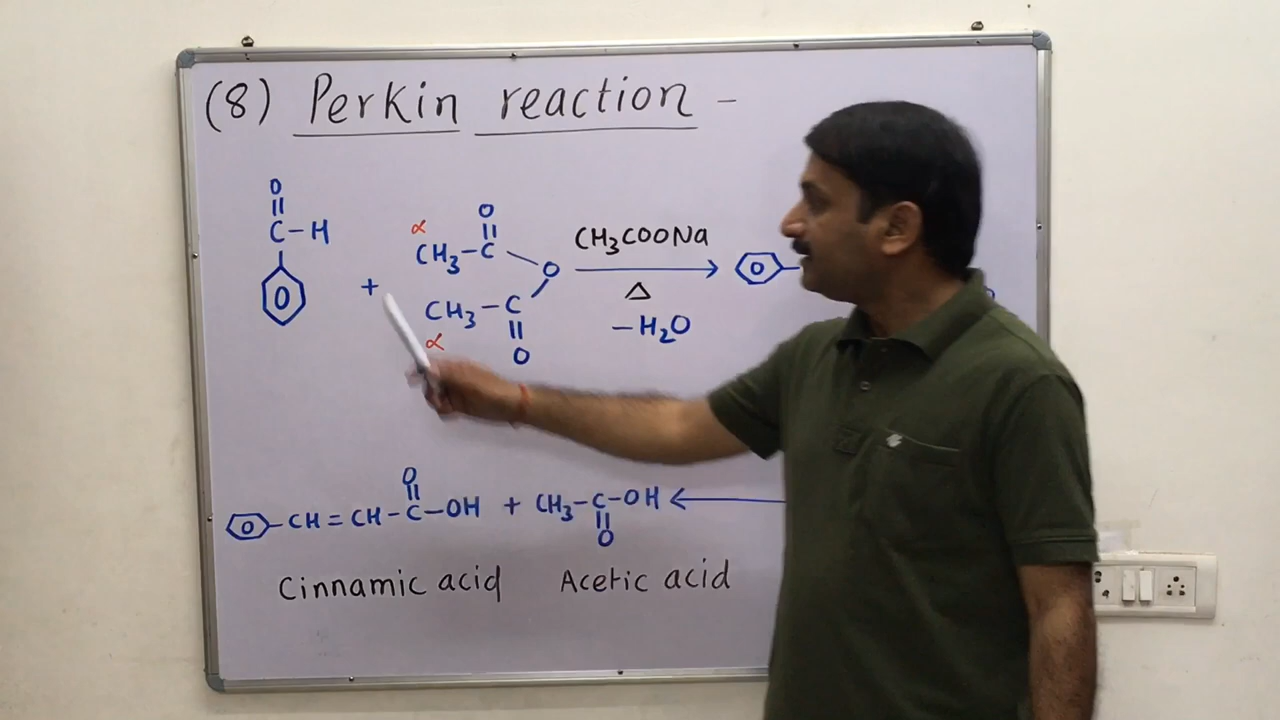 (8) Perkin reaction -
O
C-H
+
α
O
CH3-C
O
CH3-C
α
O
CH3COONa
Δ
-H2O
O
CH=CH-C-OH + CH3-C-OH
O
Cinnamic acid Acetic acid